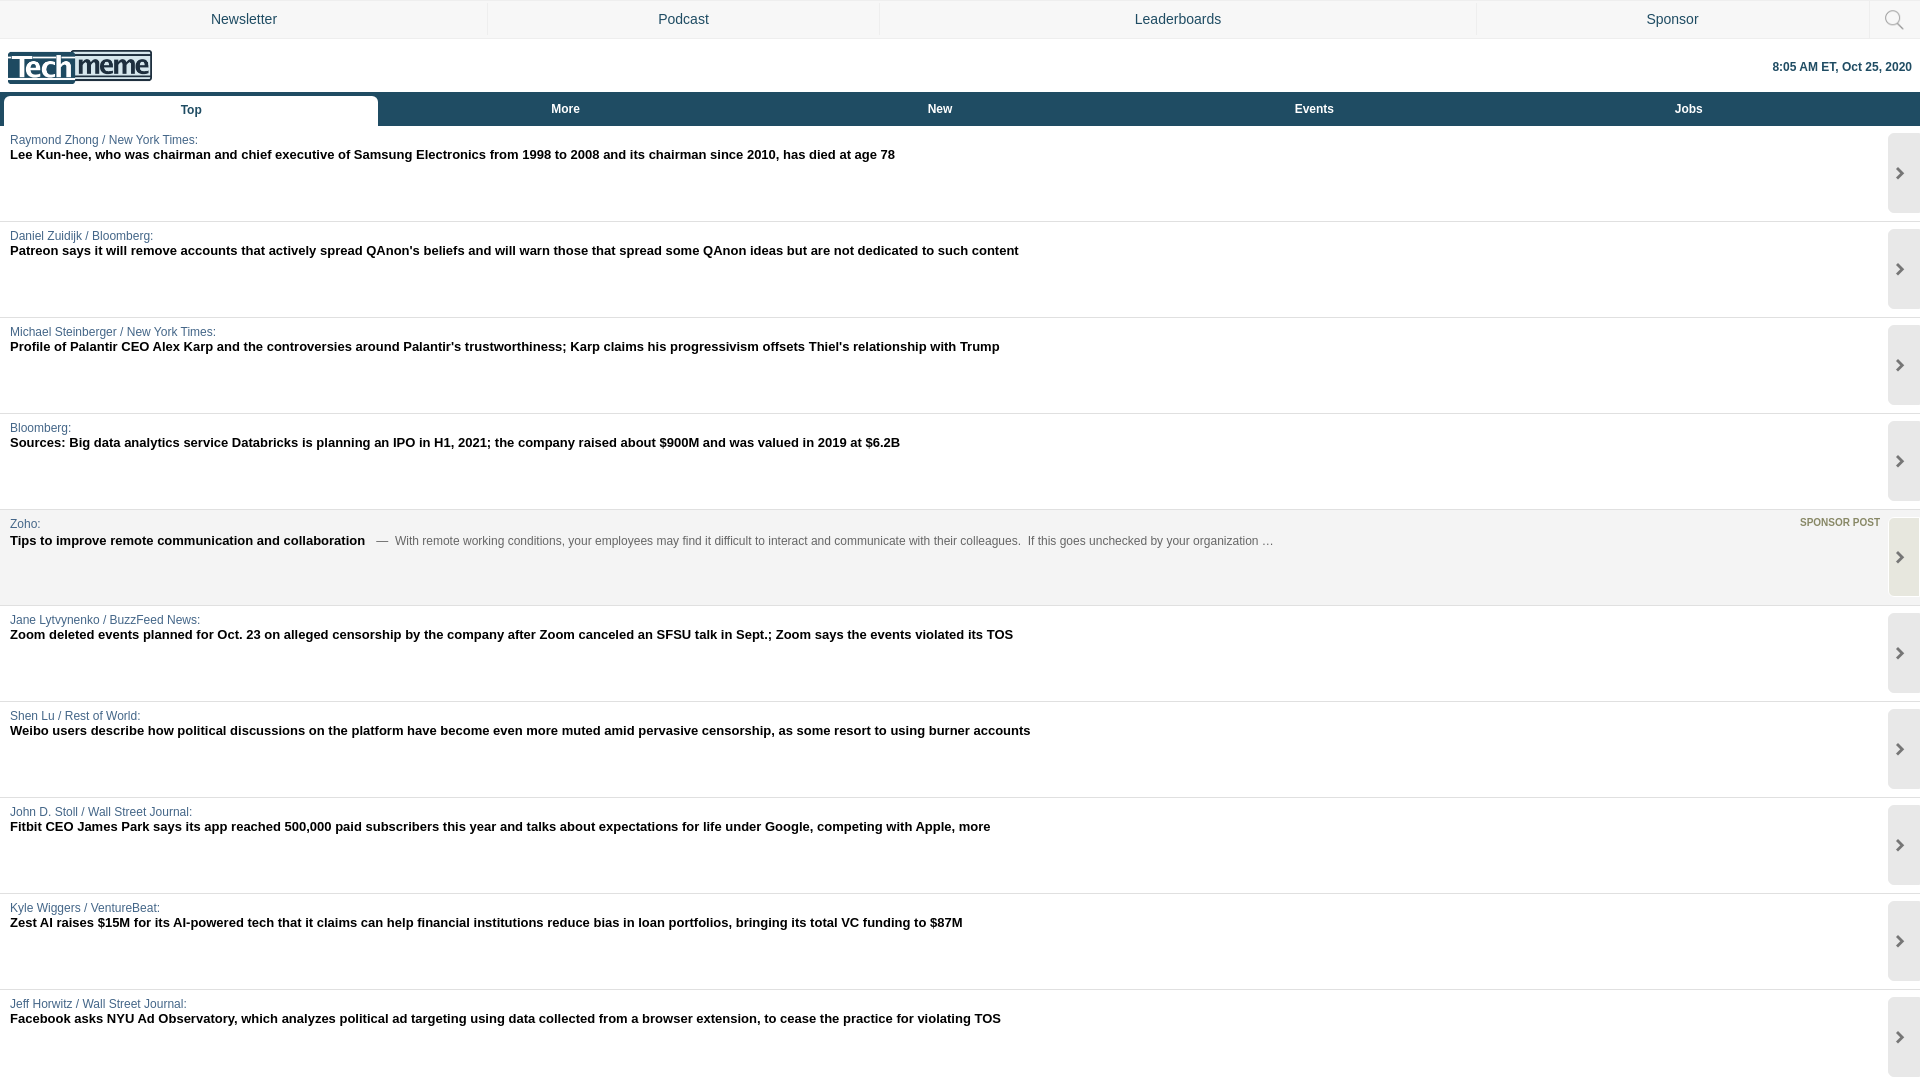 Newsletter
Podcast
Leaderboards
Sponsor
Techmeme
8:05 AM ET, Oct 25, 2020
Top
More
New
Events
Jobs
Raymond Zhong / New York Times:
Lee Kun-hee, who was chairman and chief executive of Samsung Electronics from 1998 to 2008 and its chairman since 2010, has died at age 78
Daniel Zuidijk / Bloomberg:
Patreon says it will remove accounts that actively spread QAnon's beliefs and will warn those that spread some QAnon ideas but are not dedicated to such content
Michael Steinberger / New York Times:
Profile of Palantir CEO Alex Karp and the controversies around Palantir's trustworthiness; Karp claims his progressivism offsets Thiel's relationship with Trump
Bloomberg:
Sources: Big data analytics service Databricks is planning an IPO in H1, 2021; the company raised about $900M and was valued in 2019 at $6.2B
Zoho:
SPONSOR POST
Tips to improve remote communication and collaboration — With remote working conditions, your employees may find it difficult to interact and communicate with their colleagues. If this goes unchecked by your organization …
Jane Lytvynenko / BuzzFeed News:
Zoom deleted events planned for Oct. 23 on alleged censorship by the company after Zoom canceled an SFSU talk in Sept.; Zoom says the events violated its TOS
Shen Lu / Rest of World:
Weibo users describe how political discussions on the platform have become even more muted amid pervasive censorship, as some resort to using burner accounts
John D. Stoll / Wall Street Journal:
Fitbit CEO James Park says its app reached 500,000 paid subscribers this year and talks about expectations for life under Google, competing with Apple, more
Kyle Wiggers / VentureBeat:
Zest AI raises $15M for its AI-powered tech that it claims can help financial institutions reduce bias in loan portfolios, bringing its total VC funding to $87M
Jeff Horwitz / Wall Street Journal:
Facebook asks NYU Ad Observatory, which analyzes political ad targeting using data collected from a browser extension, to cease the practice for violating TOS